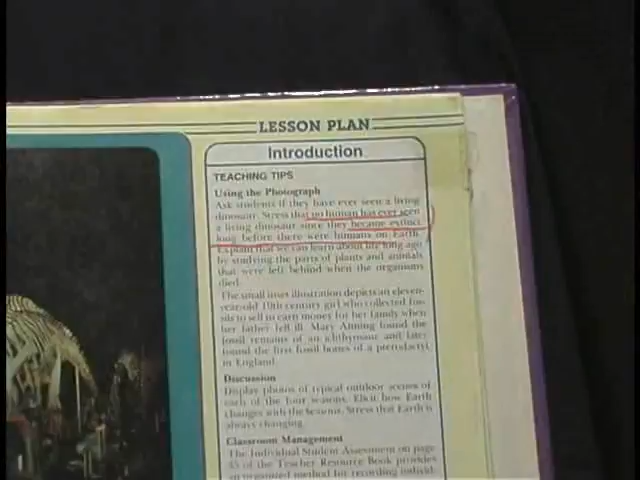 LESSON PLAN
Introduction
TEACHING TIPS
Using the Photograph
Ask students if they have ever seen a living
dinosaur. Stress that no human has ever seen
a living dinosaur since they became extinct
long before there were humans on Earth.
Explain that we can learn about life long ago
by studying the parts of plants and animals
that were left behind when the organisms
died.
The small inset illustration depicts an eleven-
year-old 19th century girl who collected fos-
sils to sell to earn money for her family when
her father fell ill. Mary Anning found the
fossil remains of an and later
found the first fossil bones of a pterodactyl
in England.
Discussion
Display photos of typical outdoor scenes of
each of the four seasons. Elicit how Earth
changes with the seasons. Stress that Earth is
always changing.
Classroom Management
The Individual Student Assessment on page
of the Teacher Resource Book provides
an organized method for recording individ-